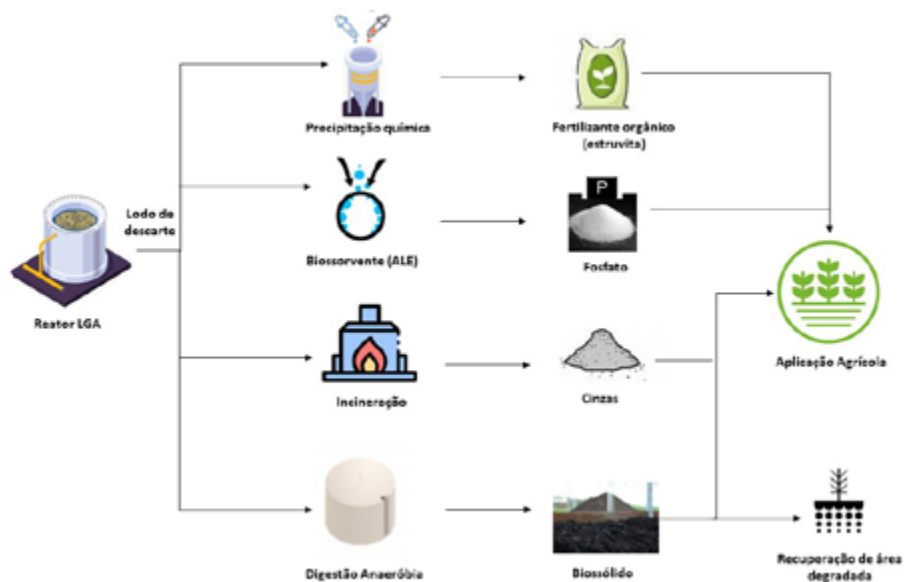 Precipitação química
Fertilizante orgânico
(estruvita)
Lodo de
descarte
Reator LGA
Biossorvente (ALE)
P
Fosfato
Incineração
Cinzas
Aplicação Agrícola
Digestão Anaeróbia
Biossólido
Recuperação de área
degradada